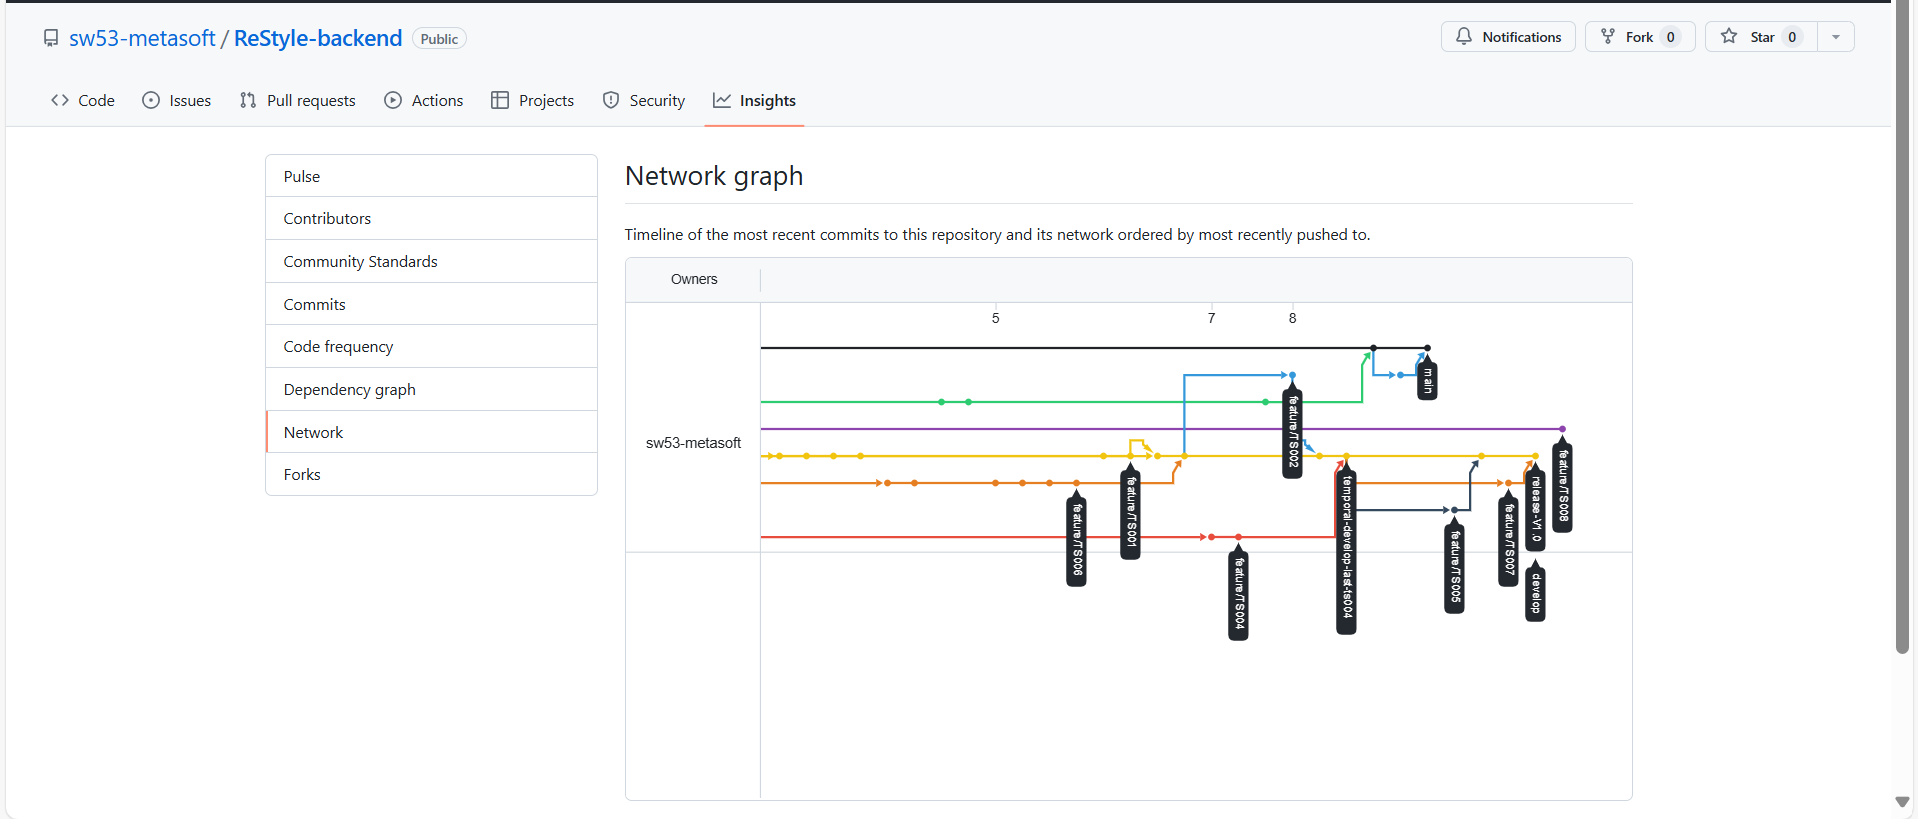 sw53-metasoft / ReStyle-backend Public
Notifications
Fork 0
Star 0
Code
Issues
Pull requests
Actions
Projects
Security
Insights
Pulse
Contributors
Community Standards
Commits
Code frequency
Dependency graph
Network
Forks
Network graph
Timeline of the most recent commits to this repository and its network ordered by most recently pushed to.
Owners
5
7
8
sw53-metasoft
main
feature/TS002
feature/TS008
feature/TS001
feature/TS006
feature/TS004
temporal-develop-last-ts004
feature/TS005
feature/TS007
release-V1.0
develop